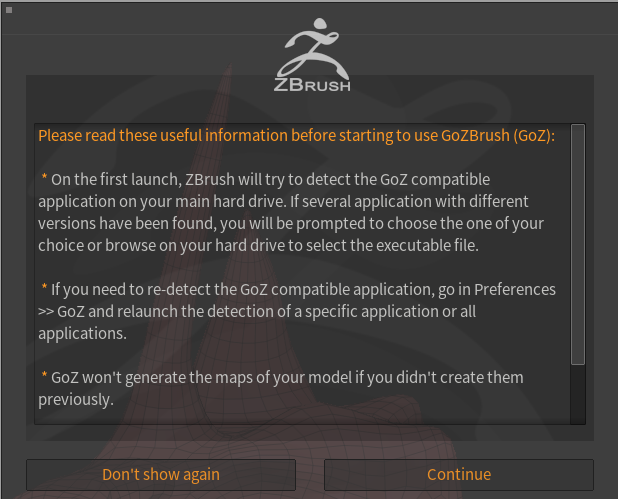 ZBRUSH
Please read these useful information before starting to use GoZBrush (GoZ):
* On the first launch, ZBrush will try to detect the GoZ compatible
application on your main hard drive. If several application with different
versions have been found, you will be prompted to choose the one of your
choice or browse on your hard drive to select the executable file.
* If you need to re-detect the GoZ compatible application, go in Preferences
>> GoZ and relaunch the detection of a specific application or all
applications.
* GoZ won't generate the maps of your model if you didn't create them
previously.
Don't show again
Continue